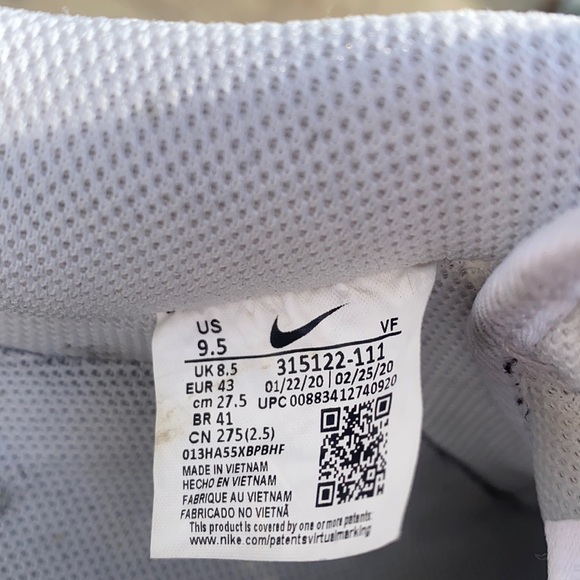 US VF
9.5
UK 8.5 315122-111
EUR 43 01/22/20 | 02/25/20
cm 27.5 UPC 00883412740920
BR 41
CN 275(2.5)
013HA55XBPBHF
MADE IN VIETNAM
HECHO EN VIETNAM
FABRIQUE AU VIETNAM
FABRICADO NO VIETNÃ
This product is covered by one or more patents
www.nike.com/patentsvirtualmarking